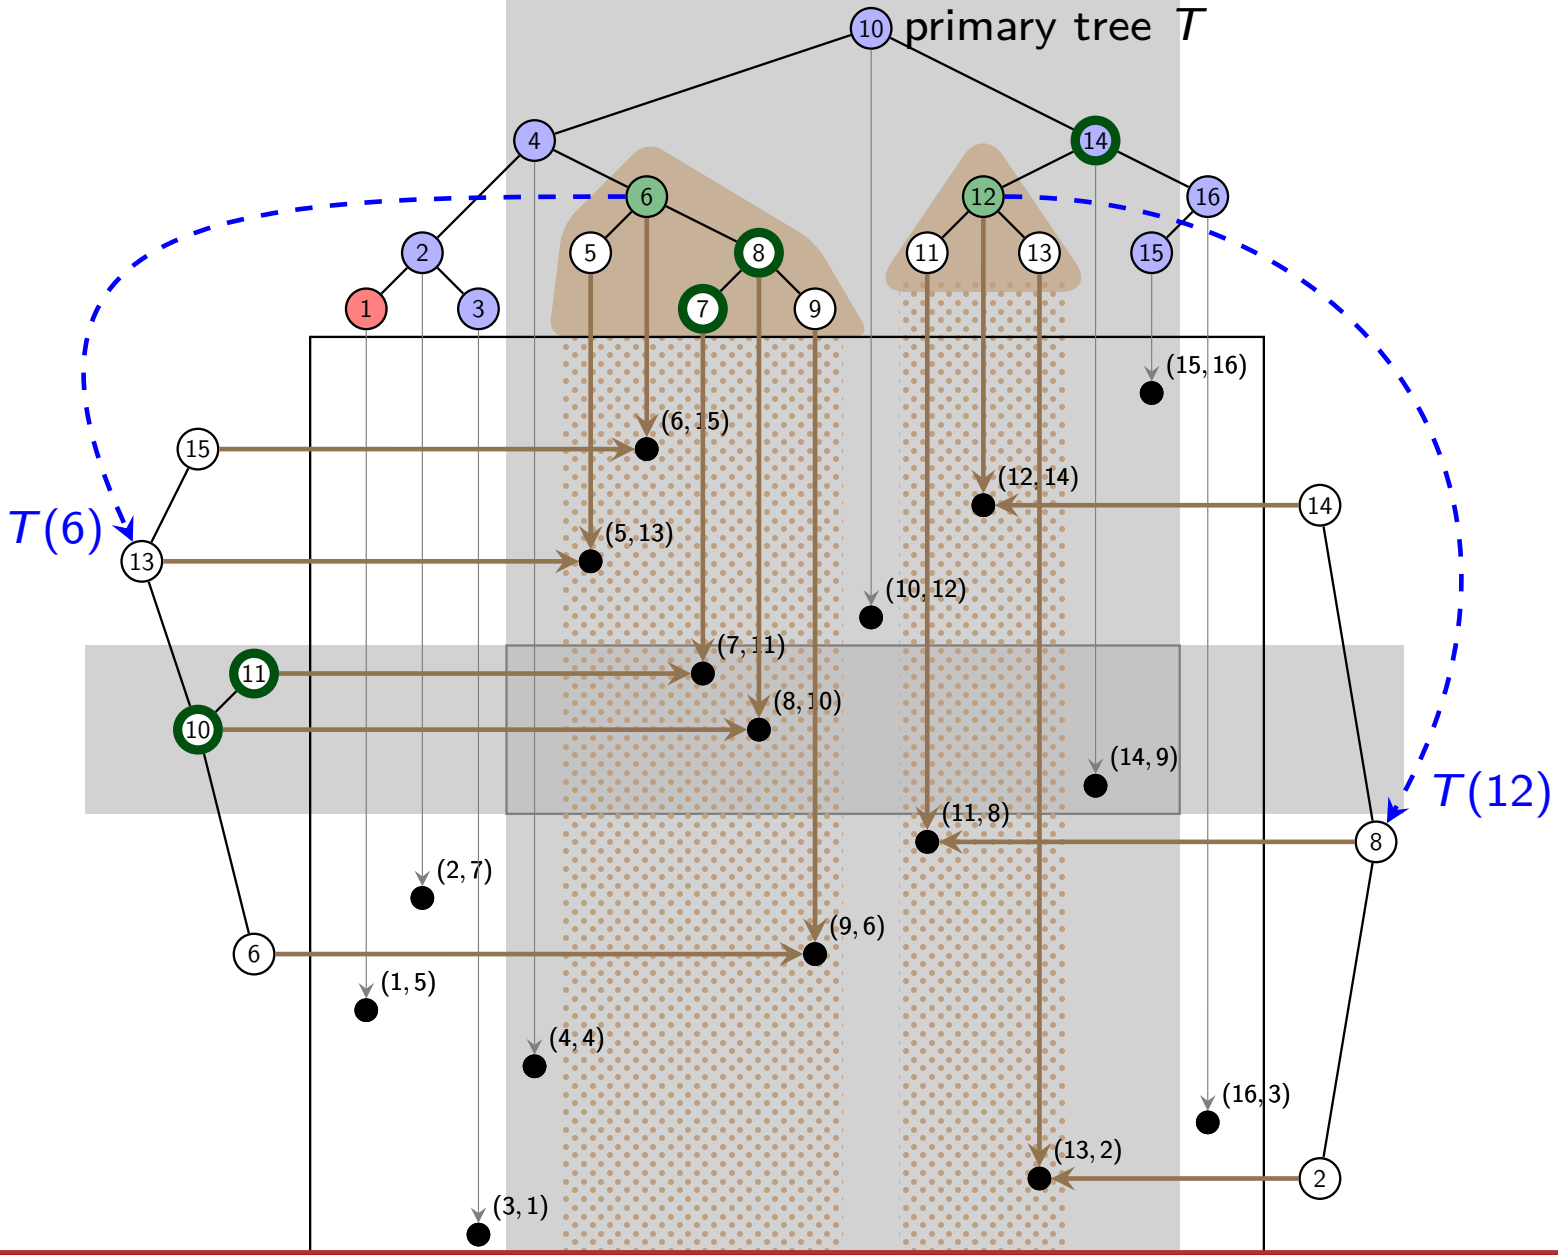 10 primary tree T
4 14
6 12 16
2 5 8 11 13 15
1 3 7 9
(15, 16)
15 (6, 15)
(12, 14) 14
T(6) 13 (5, 13)
(10, 12)
11 (7, 11)
10 (8, 10)
(14, 9) T(12)
(11, 8) 8
(2, 7)
6 (9, 6)
(1, 5)
(4, 4)
(16, 3)
(13, 2) 2
(3, 1)